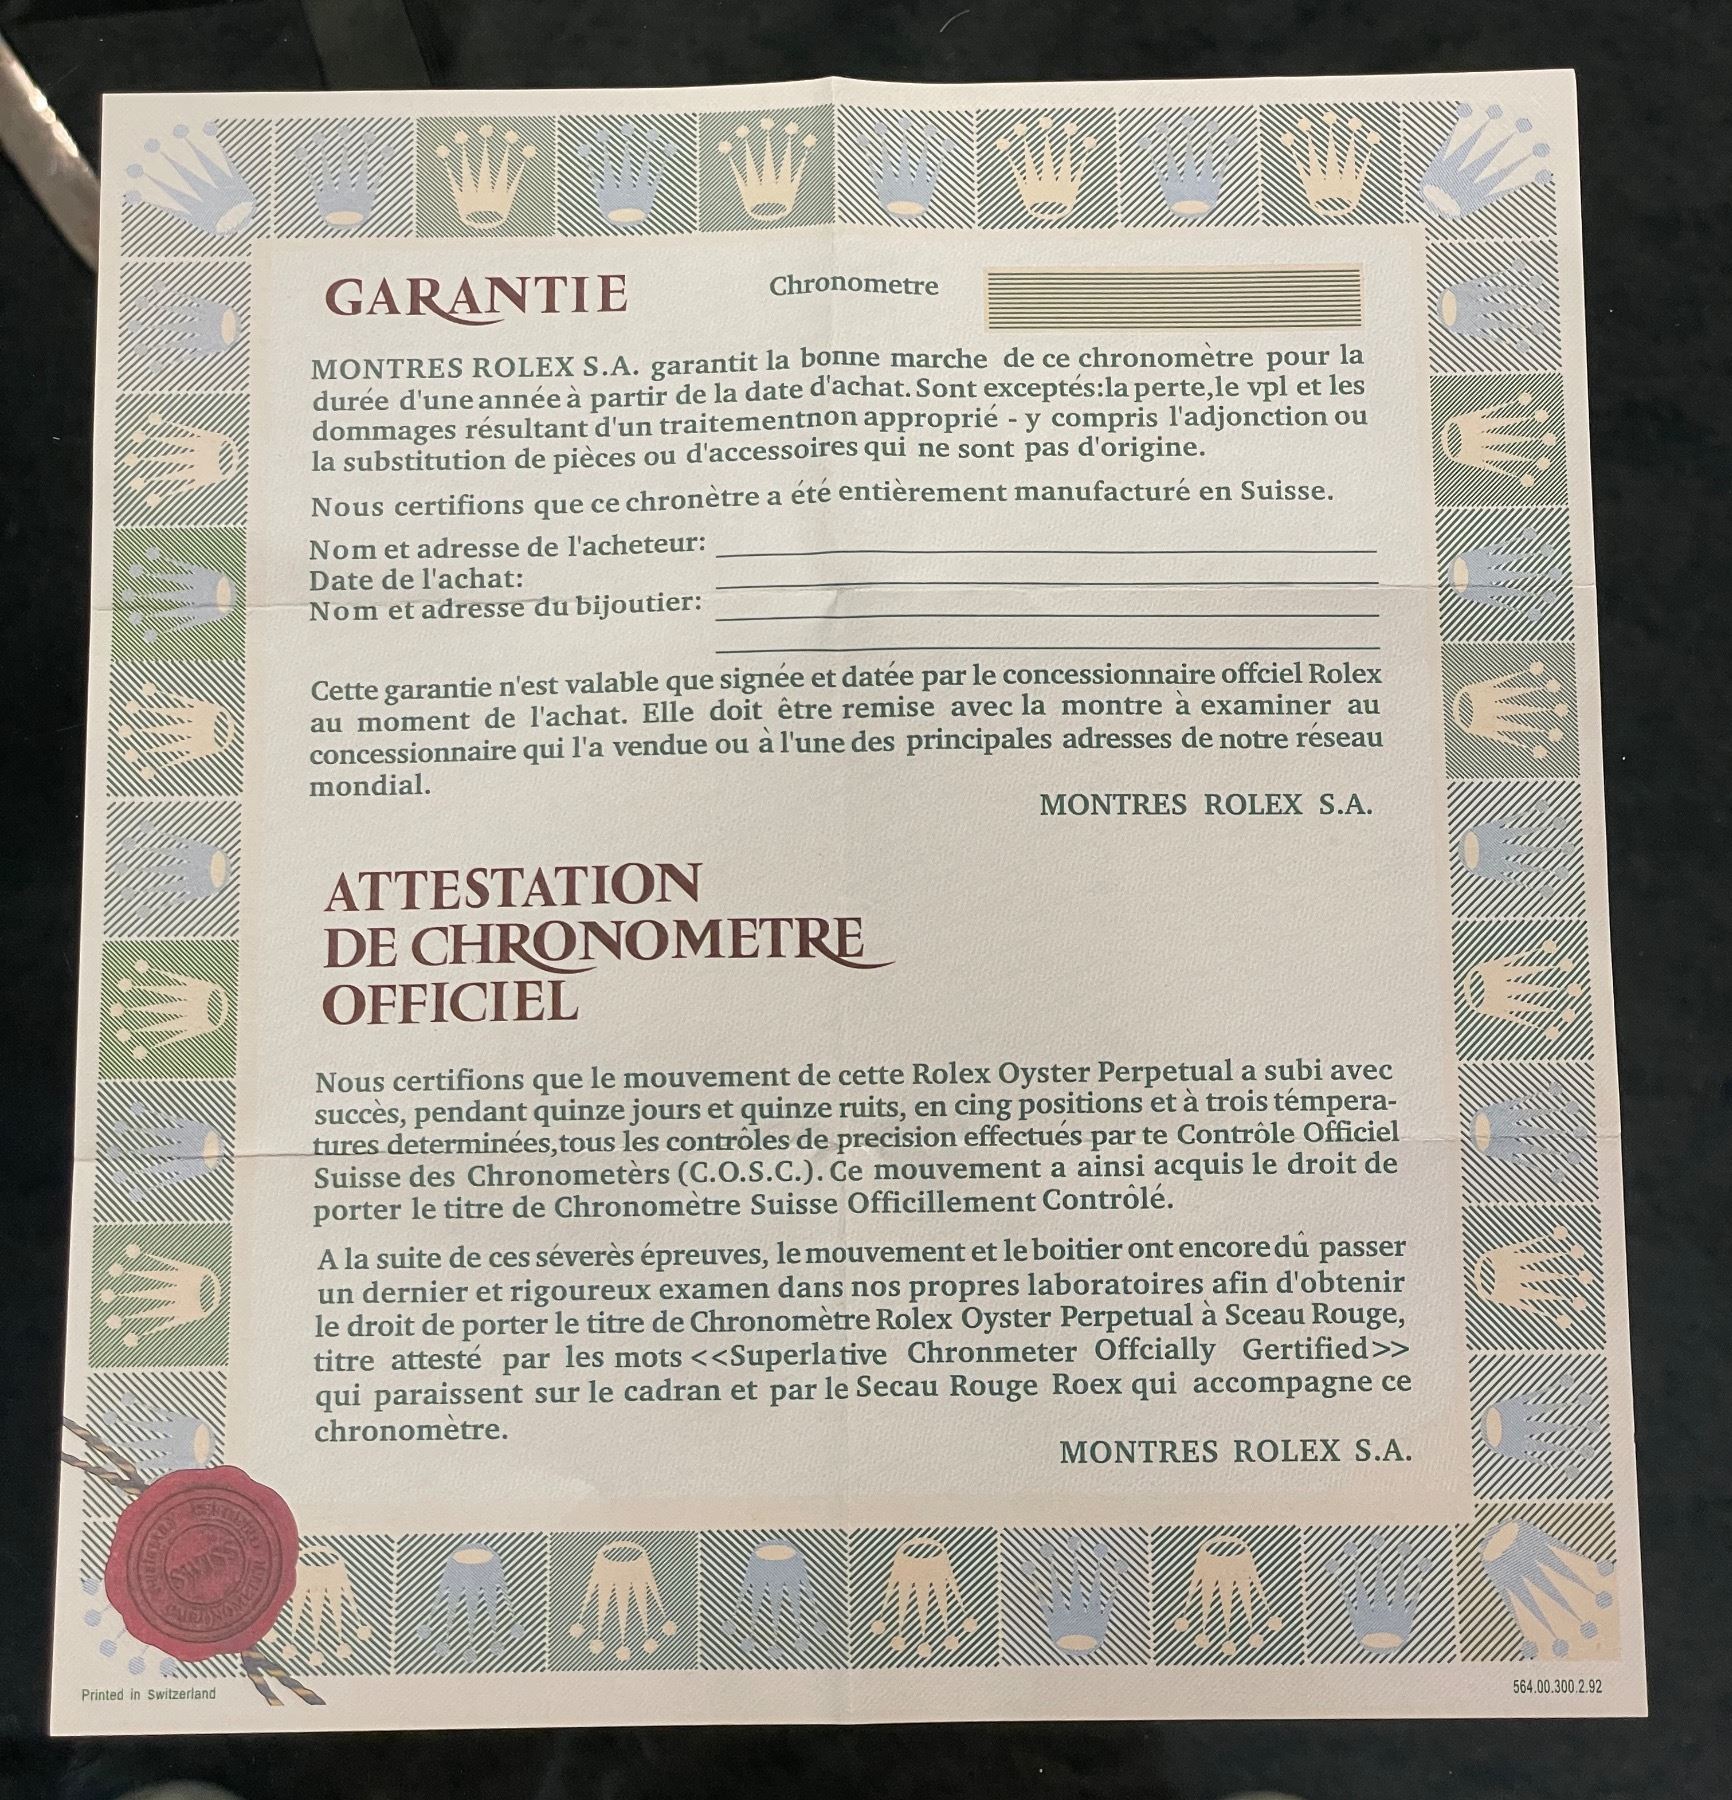 GARANTIE
Chronometre
MONTRES ROLEX S.A. garantit la bonne marche de ce chronomètre pour la
durée d'une année à partir de la date d'achat. Sont exceptés:la perte,le vpl et les
dommages résultant d'un traitementnon approprié - y compris l'adjonction ou
la substitution de pièces ou d'accessoires qui ne sont pas d'origine.
Nous certifions que ce chronètre a été entièrement manufacturé en Suisse.
Nom et adresse de l'acheteur:
Date de l'achat:
Nom et adresse du bijoutier:
Cette garantie n'est valable que signée et datée par le concessionnaire offciel Rolex
au moment de l'achat. Elle doit être remise avec la montre à examiner au
concessionnaire qui l'a vendue ou à l'une des principales adresses de notre réseau
mondial.
MONTRES ROLEX S.A.
ATTESTATION
DE CHRONOMETRE
OFFICIEL
Nous certifions que le mouvement de cette Rolex Oyster Perpetual a subi avec
succès, pendant quinze jours et quinze ruits, en cing positions et à trois témpera-
tures determinées,tous les contrôles de precision effectués par te Contrôle Officiel
Suisse des Chronometèrs (C.O.S.C.). Ce mouvement a ainsi acquis le droit de
porter le titre de Chronomètre Suisse Officillement Contrôlé.
A la suite de ces séverès épreuves, le mouvement et le boitier ont encore dû passer
un dernier et rigoureux examen dans nos propres laboratoires afin d'obtenir
le droit de porter le titre de Chronomètre Rolex Oyster Perpetual à Sceau Rouge,
titre attesté par les mots <<Superlative Chronmeter Offcially Gertified>>
qui paraissent sur le cadran et par le Secau Rouge Roex qui accompagne ce
chronomètre.
MONTRES ROLEX S.A.
SWISS
Printed in Switzerland
564.00.300.2.92